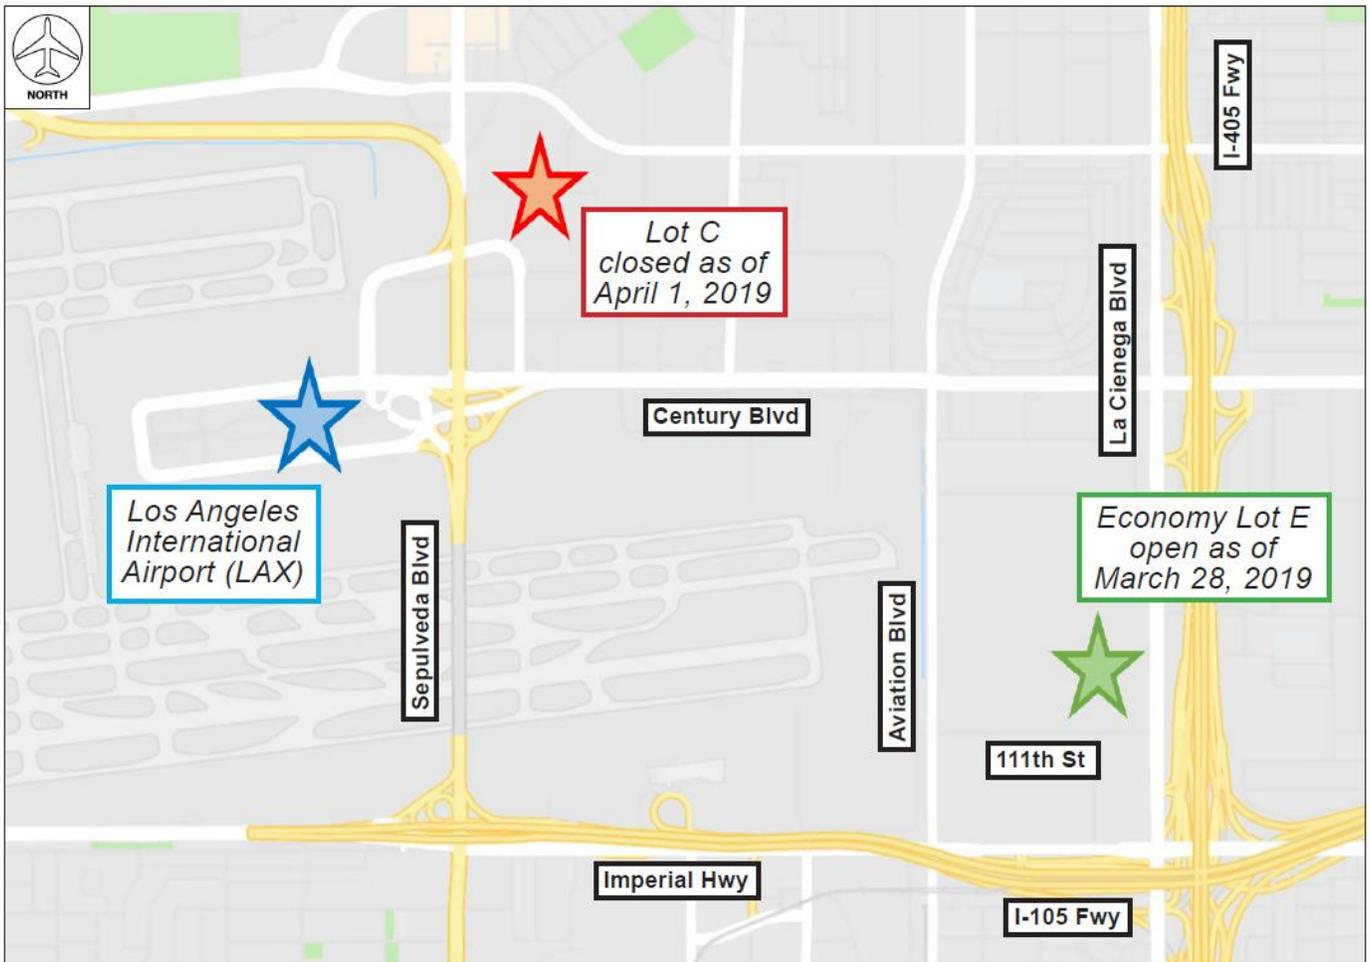 NORTH
I-405 Fwy
Lot C
closed as of
April 1, 2019
La Cienega Blvd
Century Blvd
Los Angeles
International
Airport (LAX)
Economy Lot E
open as of
March 28, 2019
Sepulveda Blvd
Aviation Blvd
111th St
Imperial Hwy
I-105 Fwy